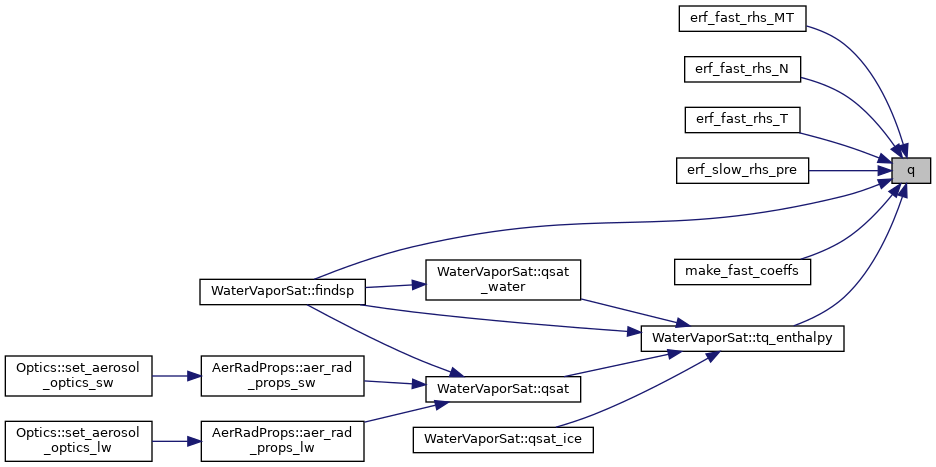 erf_fast_rhs_MT
erf_fast_rhs_N
erf_fast_rhs_T
erf_slow_rhs_pre
q
make_fast_coeffs
WaterVaporSat::qsat
_water
WaterVaporSat::findsp
WaterVaporSat::tq_enthalpy
Optics::set_aerosol
_optics_sw
AerRadProps::aer_rad
_props_sw
WaterVaporSat::qsat
Optics::set_aerosol
_optics_lw
AerRadProps::aer_rad
_props_lw
WaterVaporSat::qsat_ice